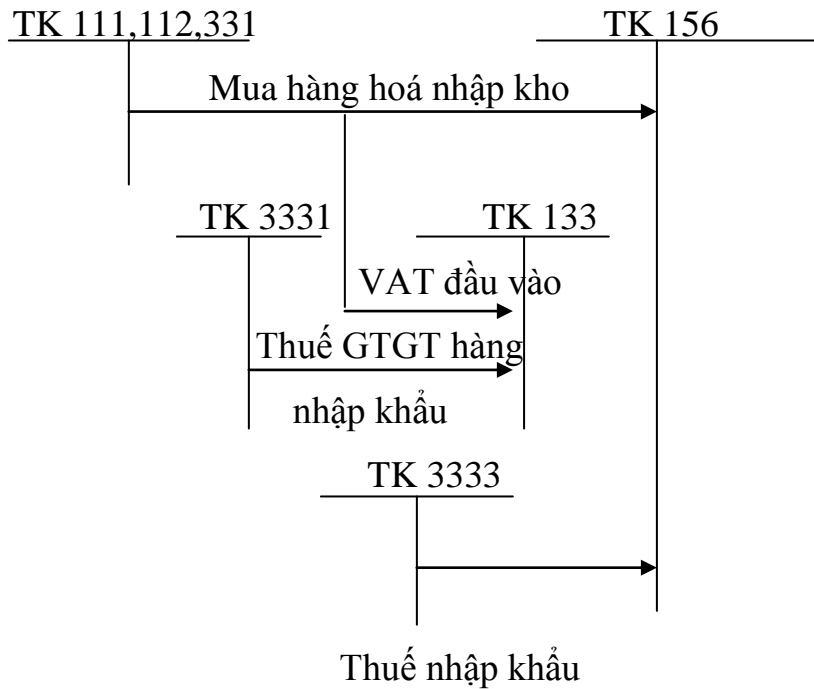 TK 111,112,331
TK 156
Mua hàng hoá nhập kho
TK 3331
TK 133
VAT đầu vào
Thuế GTGT hàng
nhập khẩu
TK 3333
Thuế nhập khẩu